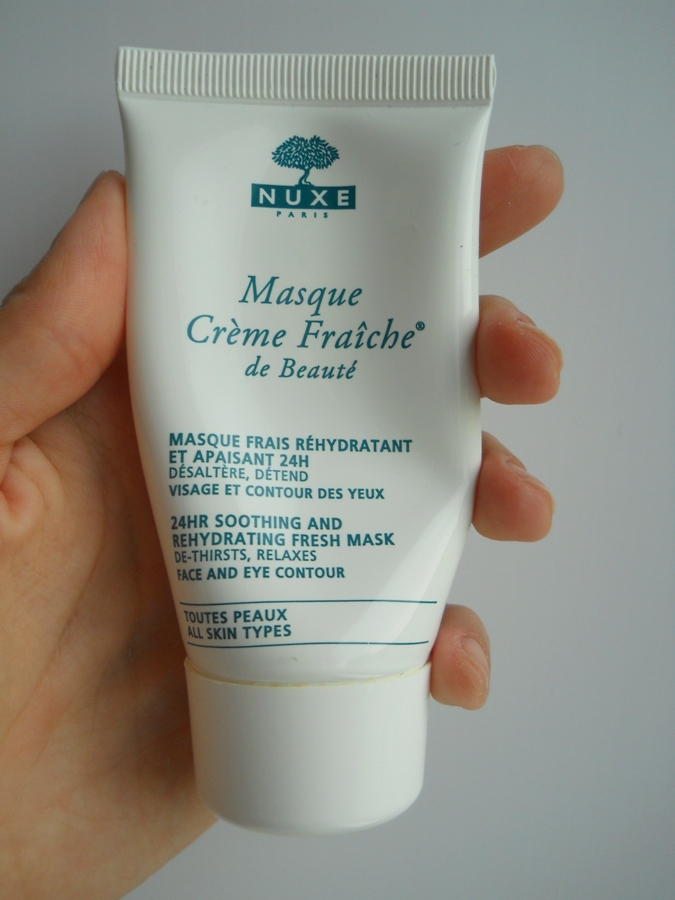 NUXE
PARIS
Masque
Crème Fraîche®
de Beauté
MASQUE FRAIS RÉHYDRATANT
ET APAISANT 24H
DÉSALTÈRE, DÉTEND
VISAGE ET CONTOUR DES YEUX
24HR SOOTHING AND
REHYDRATING FRESH MASK
DE-THIRSTS, RELAXES
FACE AND EYE CONTOUR
TOUTES PEAUX
ALL SKIN TYPES